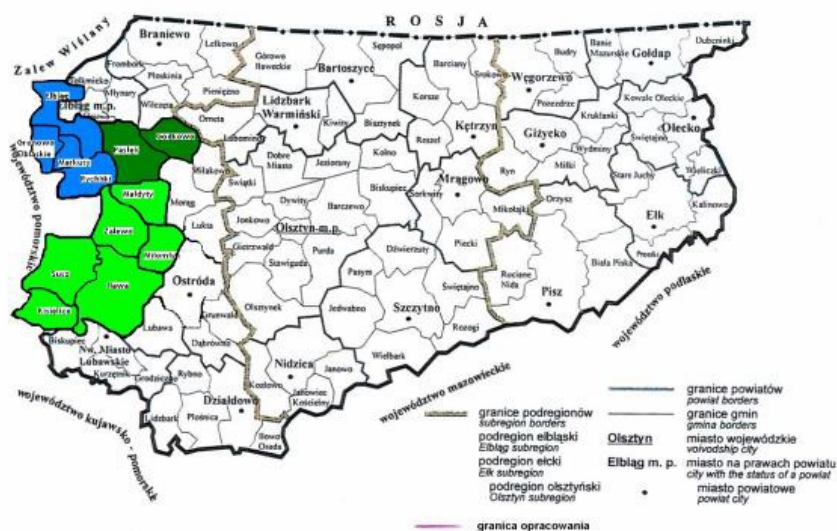 R O S J A
Zalew Wiślany
Braniewo
Lelkowo
Górowo
Iławeckie
Sępopol
Bartoszyce
Barciany
Srokowo
Węgorzewo
Budry
Banie
Mazurskie
Gołdap
Dubeninki
Frombork
Płoskinia
Pieniężno
Tolkmicko
Młynary
Wilczęta
Elbląg
Elbląg m.p.
Orneta
Lidzbark
Warmiński
Kiwity
Bisztynek
Korsze
Kętrzyn
Reszel
Pozezdrze
Kruklanki
Giżycko
Wydminy
Miłki
Ryn
Kowale Oleckie
Olecko
Świętajno
Wieliczki
Stare Juchy
Kalinowo
Ełk
Prostki
Gronowo
Elbląskie
Markusy
Rychliki
Pasłęk
Godkowo
Lubomino
Miłakowo
Dobre
Miasto
Jeziorany
Kolno
Biskupiec
Sorkwity
Mrągowo
Mikołajki
Orzysz
Świątki
Małdyty
Morąg
Zalewo
Łukta
Jonkowo
Dywity
Barczewo
Olsztyn m.p.
Gietrzwałd
Stawiguda
Purda
Dźwierzuty
Piecki
Pasym
Ruciane
Nida
Biała Piska
Pisz
Susz
Iława
Miłomłyn
Kisielice
Ostróda
Olsztynek
Jedwabno
Szczytno
Świętajno
Rozogi
Wielbark
Grunwald
Lubawa
Dąbrówno
Biskupiec
Nw. Miasto
Lubawskie
Kurzętnik
Grodziczno
Rybno
Lidzbark
Płośnica
Działdowo
Nidzica
Kozłowo
Janowo
Janowiec
Kościelny
Iłowo
Osada
województwo pomorskie
województwo kujawsko - pomorskie
województwo mazowieckie
województwo podlaskie
granice podregionów
subregion borders
podregion elbląski
Elbląg subregion
podregion ełcki
Ełk subregion
podregion olsztyński
Olsztyn subregion
granice powiatów
powiat borders
granice gmin
gmina borders
Olsztyn miasto wojewódzkie
voivodship city
Elbląg m. p. miasto na prawach powiatu
city with the status of a powiat
miasto powiatowe
powiat city
granica opracowania